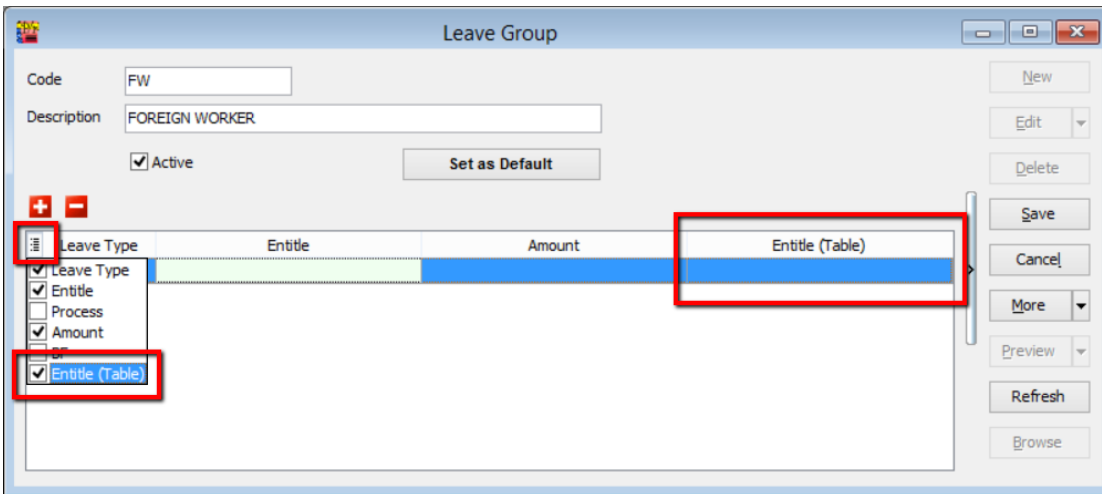 Leave Group
Code FW
Description FOREIGN WORKER
Active Set as Default
Leave Type Entitle Amount Entitle (Table)
Leave Type
Entitle
Process
Amount
Entitle (Table)
New
Edit
Delete
Save
Cancel
More
Preview
Refresh
Browse